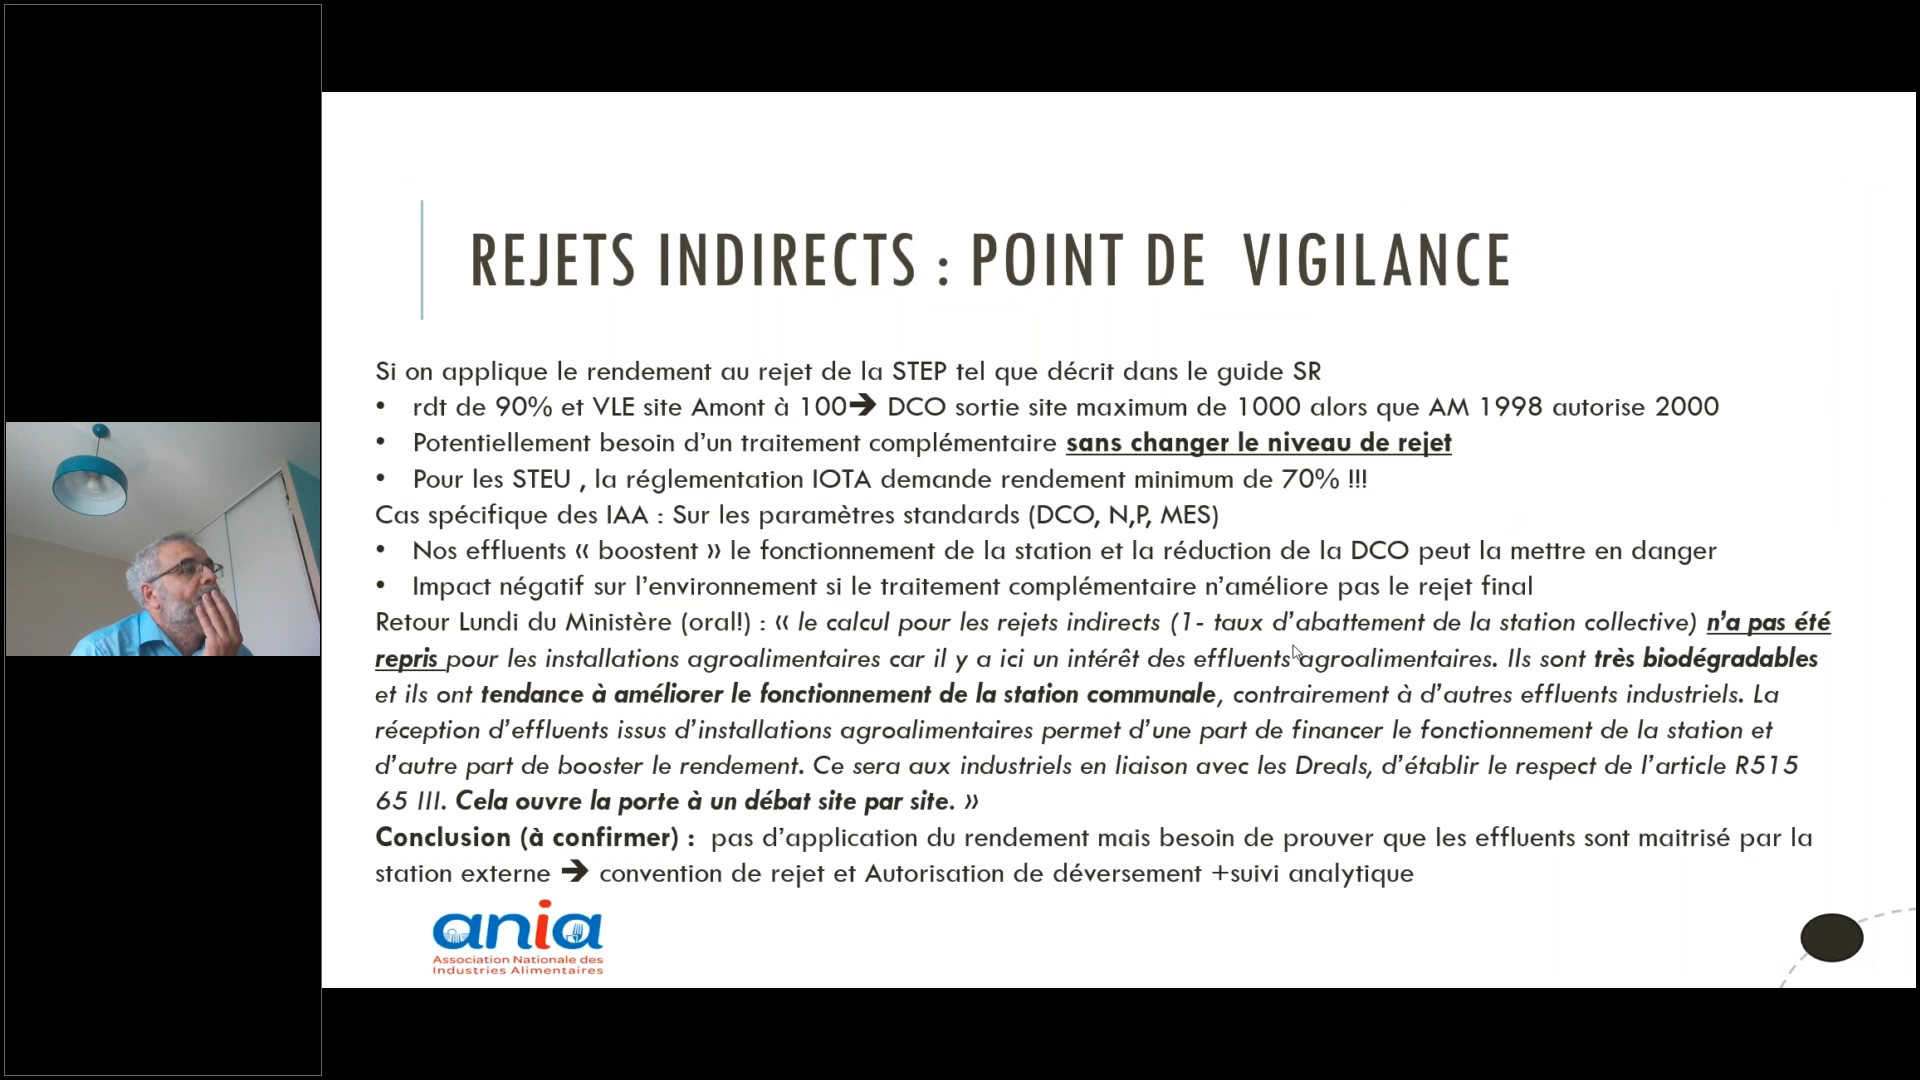 REJETS INDIRECTS : POINT DE VIGILANCE
Si on applique le rendement au rejet de la STEP tel que décrit dans le guide SR
• rdt de 90% et VLE site Amont à 100➔ DCO sortie site maximum de 1000 alors que AM 1998 autorise 2000
• Potentiellement besoin d’un traitement complémentaire sans changer le niveau de rejet
• Pour les STEU , la réglementation IOTA demande rendement minimum de 70% !!!
Cas spécifique des IAA : Sur les paramètres standards (DCO, N,P, MES)
• Nos effluents « boostent » le fonctionnement de la station et la réduction de la DCO peut la mettre en danger
• Impact négatif sur l’environnement si le traitement complémentaire n’améliore pas le rejet final
Retour Lundi du Ministère (oral!) : « le calcul pour les rejets indirects (1- taux d’abattement de la station collective) n’a pas été
repris pour les installations agroalimentaires car il y a ici un intérêt des effluents agroalimentaires. Ils sont très biodégradables
et ils ont tendance à améliorer le fonctionnement de la station communale, contrairement à d’autres effluents industriels. La
réception d’effluents issus d’installations agroalimentaires permet d’une part de financer le fonctionnement de la station et
d’autre part de booster le rendement. Ce sera aux industriels en liaison avec les Dreals, d’établir le respect de l’article R515
65 III. Cela ouvre la porte à un débat site par site. »
Conclusion (à confirmer) : pas d’application du rendement mais besoin de prouver que les effluents sont maitrisé par la
station externe ➔ convention de rejet et Autorisation de déversement +suivi analytique
ania
Association Nationale des
Industries Alimentaires